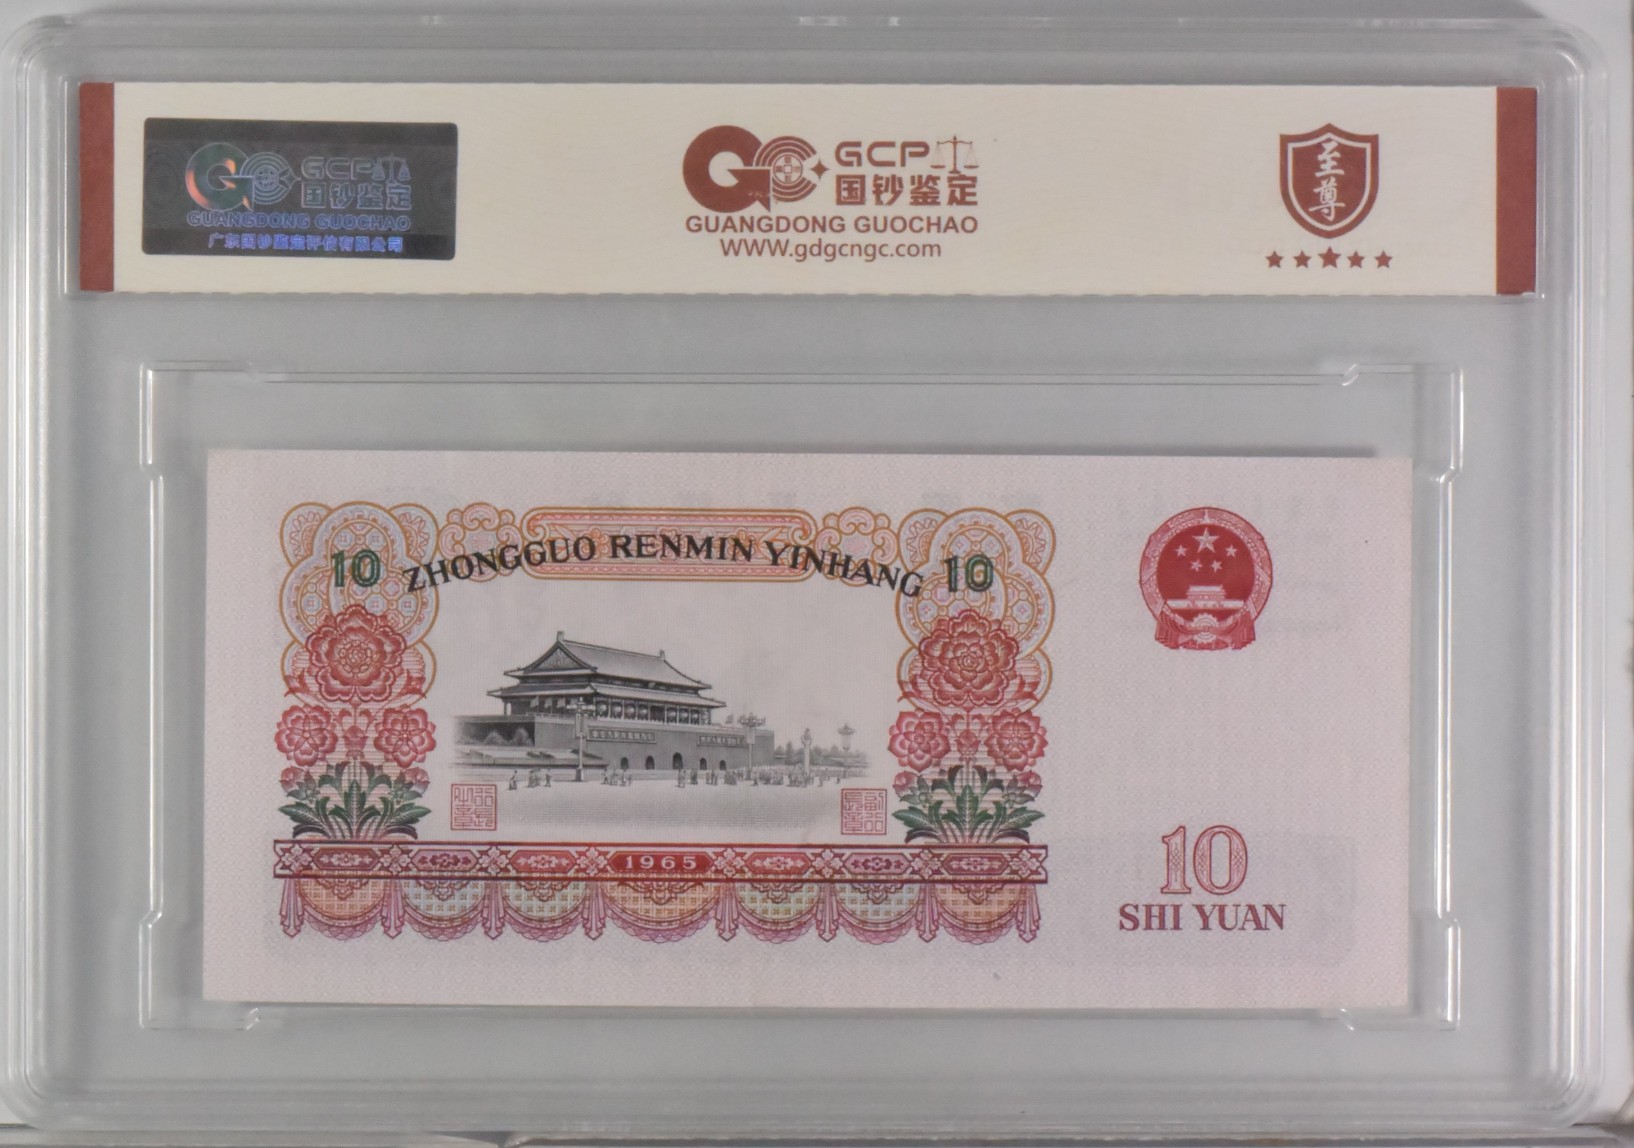 GCP
国钞鉴定
GUANGDONG GUOCHAO
广东国钞鉴定评估有限公司
GCP
国钞鉴定
GUANGDONG GUOCHAO
WWW.gdgcngc.com
至尊
10 ZHONGGUO RENMIN YINHANG 10
1965
10
SHI YUAN